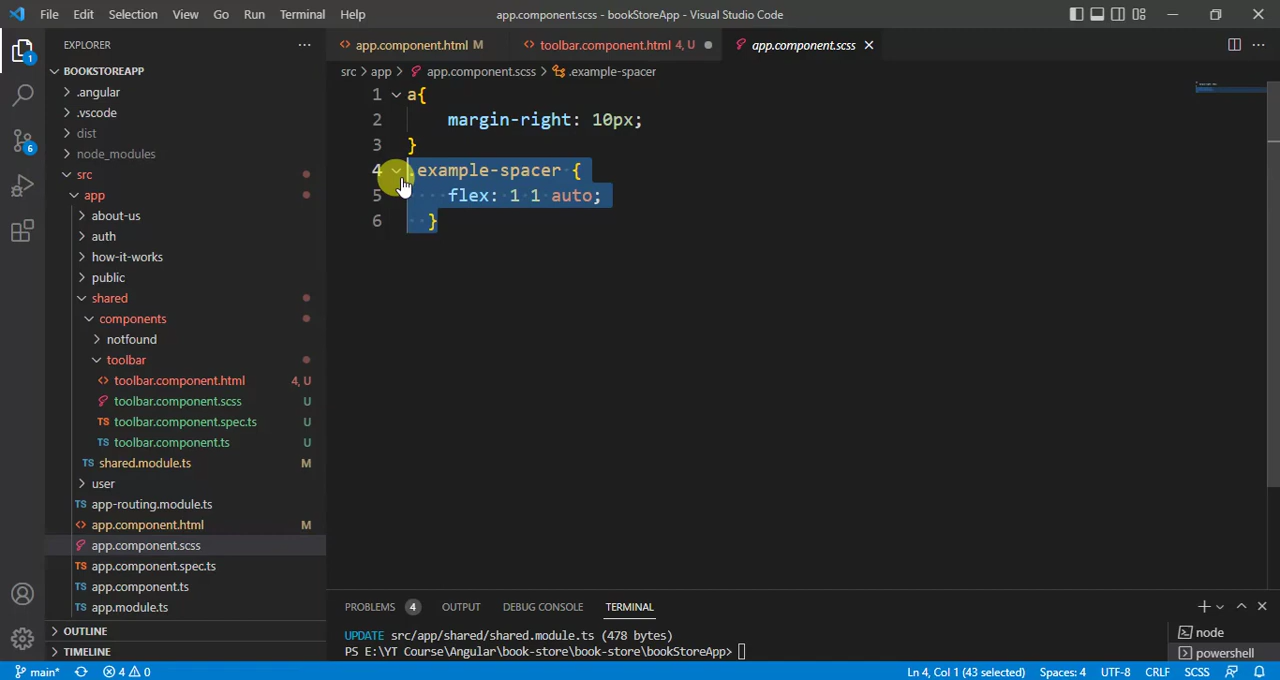 File Edit Selection View Go Run Terminal Help
app.component.scss - bookStoreApp - Visual Studio Code
EXPLORER
app.component.html M
toolbar.component.html 4, U
app.component.scss
BOOKSTOREAPP
.angular
.vscode
dist
node_modules
src
app
about-us
auth
how-it-works
public
shared
components
notfound
toolbar
toolbar.component.html 4, U
toolbar.component.scss U
toolbar.component.spec.ts U
toolbar.component.ts U
TS shared.module.ts M
user
TS app-routing.module.ts
app.component.html M
app.component.scss
TS app.component.spec.ts
TS app.component.ts
TS app.module.ts
OUTLINE
TIMELINE
src > app > app.component.scss > .example-spacer
1 a{
2 margin-right: 10px;
3 }
4 .example-spacer {
5 flex: 1 1 auto;
6 }
PROBLEMS 4 OUTPUT DEBUG CONSOLE TERMINAL
UPDATE src/app/shared/shared.module.ts (478 bytes)
PS E:\YT Course\Angular\book-store\book-store\bookStoreApp>
node
powershell
1
6
main* 4 0
Ln 4, Col 1 (43 selected) Spaces: 4 UTF-8 CRLF SCSS